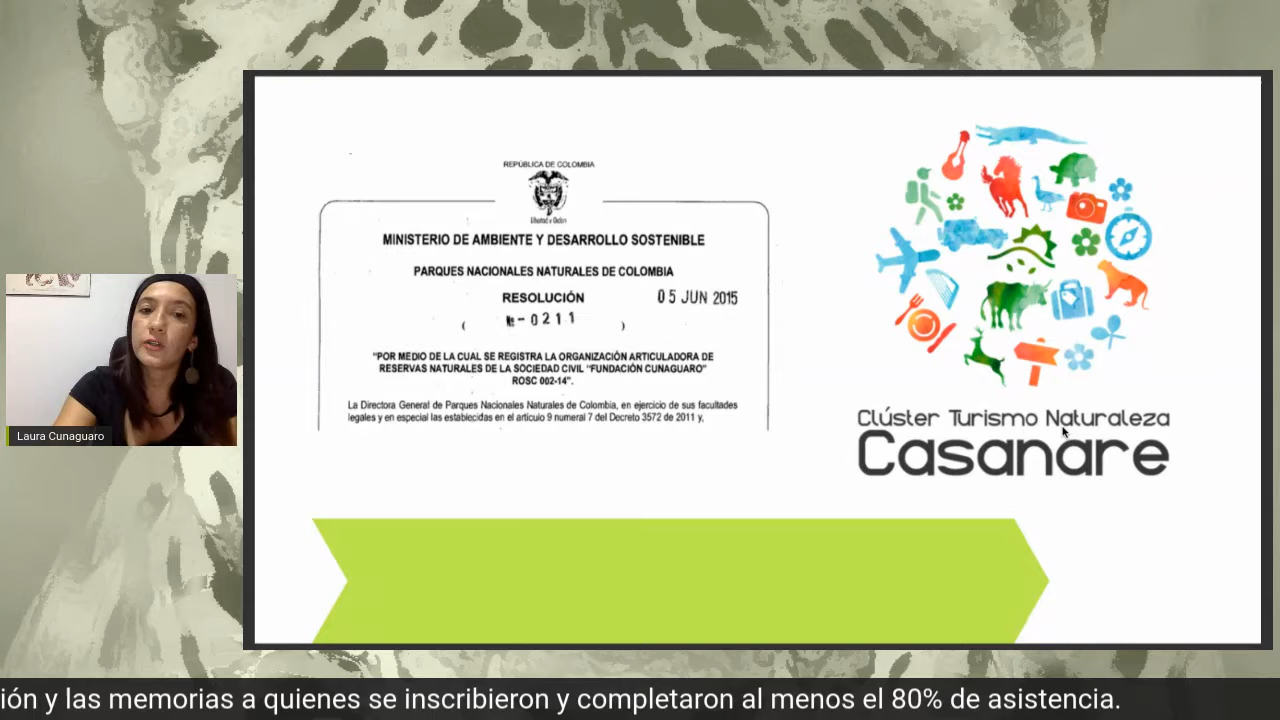 REPÚBLICA DE COLOMBIA
Libertad y Orden
MINISTERIO DE AMBIENTE Y DESARROLLO SOSTENIBLE
PARQUES NACIONALES NATURALES DE COLOMBIA
RESOLUCIÓN 05 JUN 2015
( № - 0211 )
"POR MEDIO DE LA CUAL SE REGISTRA LA ORGANIZACIÓN ARTICULADORA DE
RESERVAS NATURALES DE LA SOCIEDAD CIVIL "FUNDACIÓN CUNAGUARO"
ROSC 002-14".
La Directora General de Parques Nacionales Naturales de Colombia, en ejercicio de sus facultades
legales y en especial las establecidas en el artículo 9 numeral 7 del Decreto 3572 de 2011 y,
Clúster Turismo Naturaleza
Casanare
Laura Cunaguaro
ión y las memorias a quienes se inscribieron y completaron al menos el 80% de asistencia.